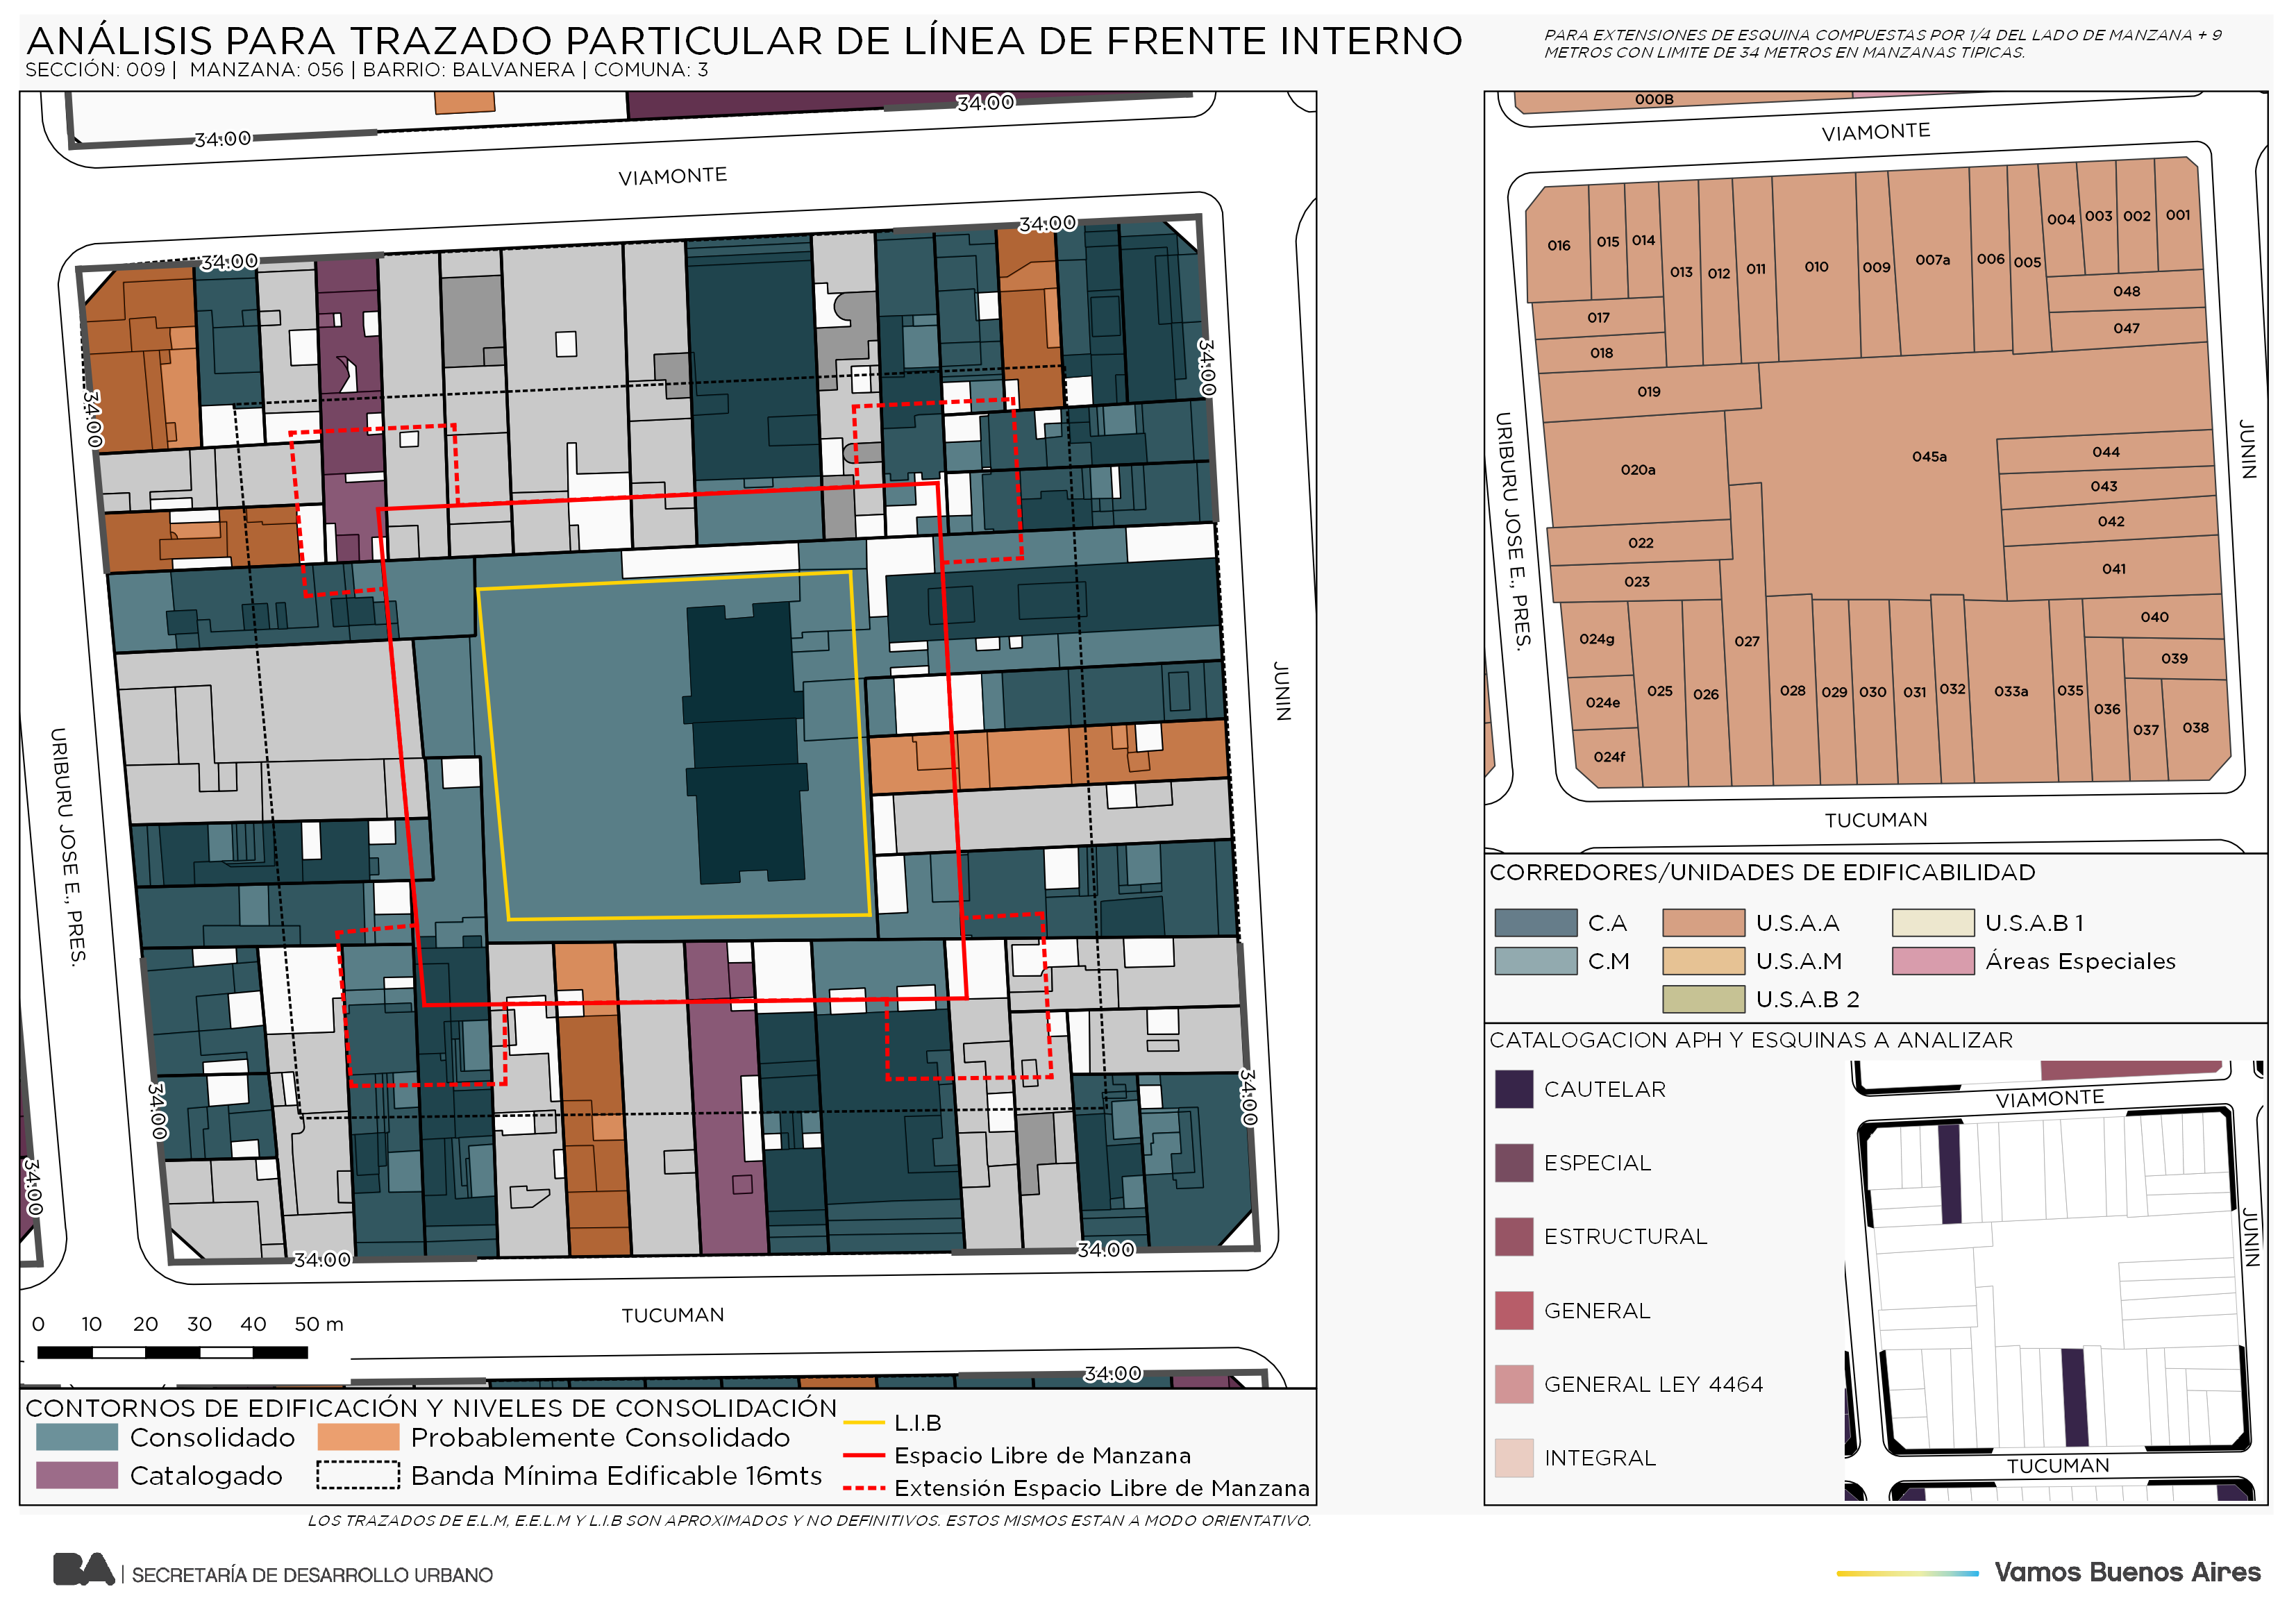 ANÁLISIS PARA TRAZADO PARTICULAR DE LÍNEA DE FRENTE INTERNO
SECCIÓN: 009 | MANZANA: 056 | BARRIO: BALVANERA | COMUNA: 3
PARA EXTENSIONES DE ESQUINA COMPUESTAS POR 1/4 DEL LADO DE MANZANA + 9
METROS CON LIMITE DE 34 METROS EN MANZANAS TIPICAS.
34.00
34.00
VIAMONTE
34.00
34.00
34.00
34.00
JUNIN
URIBURU JOSE E., PRES.
34.00
34.00
34.00
34.00
34.00
TUCUMAN
0 10 20 30 40 50 m
34.00
CONTORNOS DE EDIFICACIÓN Y NIVELES DE CONSOLIDACIÓN
Consolidado
Probablemente Consolidado
Catalogado
Banda Mínima Edificable 16mts
L.I.B
Espacio Libre de Manzana
Extensión Espacio Libre de Manzana
000B
VIAMONTE
016 015 014 013 012 011 010 009 007a 006 005 004 003 002 001
048
047
017
018
019
020a
045a
044
043
042
041
022
023
040
039
024g
024e
024f
025 026 027 028 029 030 031 032 033a 035 036 037 038
URIBURU JOSE E., PRES.
JUNIN
TUCUMAN
CORREDORES/UNIDADES DE EDIFICABILIDAD
C.A
U.S.A.A
U.S.A.B 1
C.M
U.S.A.M
Áreas Especiales
U.S.A.B 2
CATALOGACION APH Y ESQUINAS A ANALIZAR
CAUTELAR
ESPECIAL
ESTRUCTURAL
GENERAL
GENERAL LEY 4464
INTEGRAL
VIAMONTE
JUNIN
TUCUMAN
LOS TRAZADOS DE E.L.M, E.E.L.M Y L.I.B SON APROXIMADOS Y NO DEFINITIVOS. ESTOS MISMOS ESTAN A MODO ORIENTATIVO.
BA | SECRETARÍA DE DESARROLLO URBANO
Vamos Buenos Aires